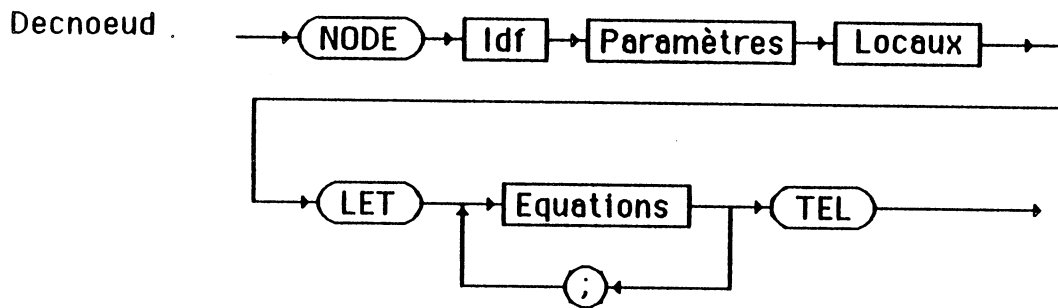 Decnoeud .
NODE Idf Paramètres Locaux
LET Equations TEL
;